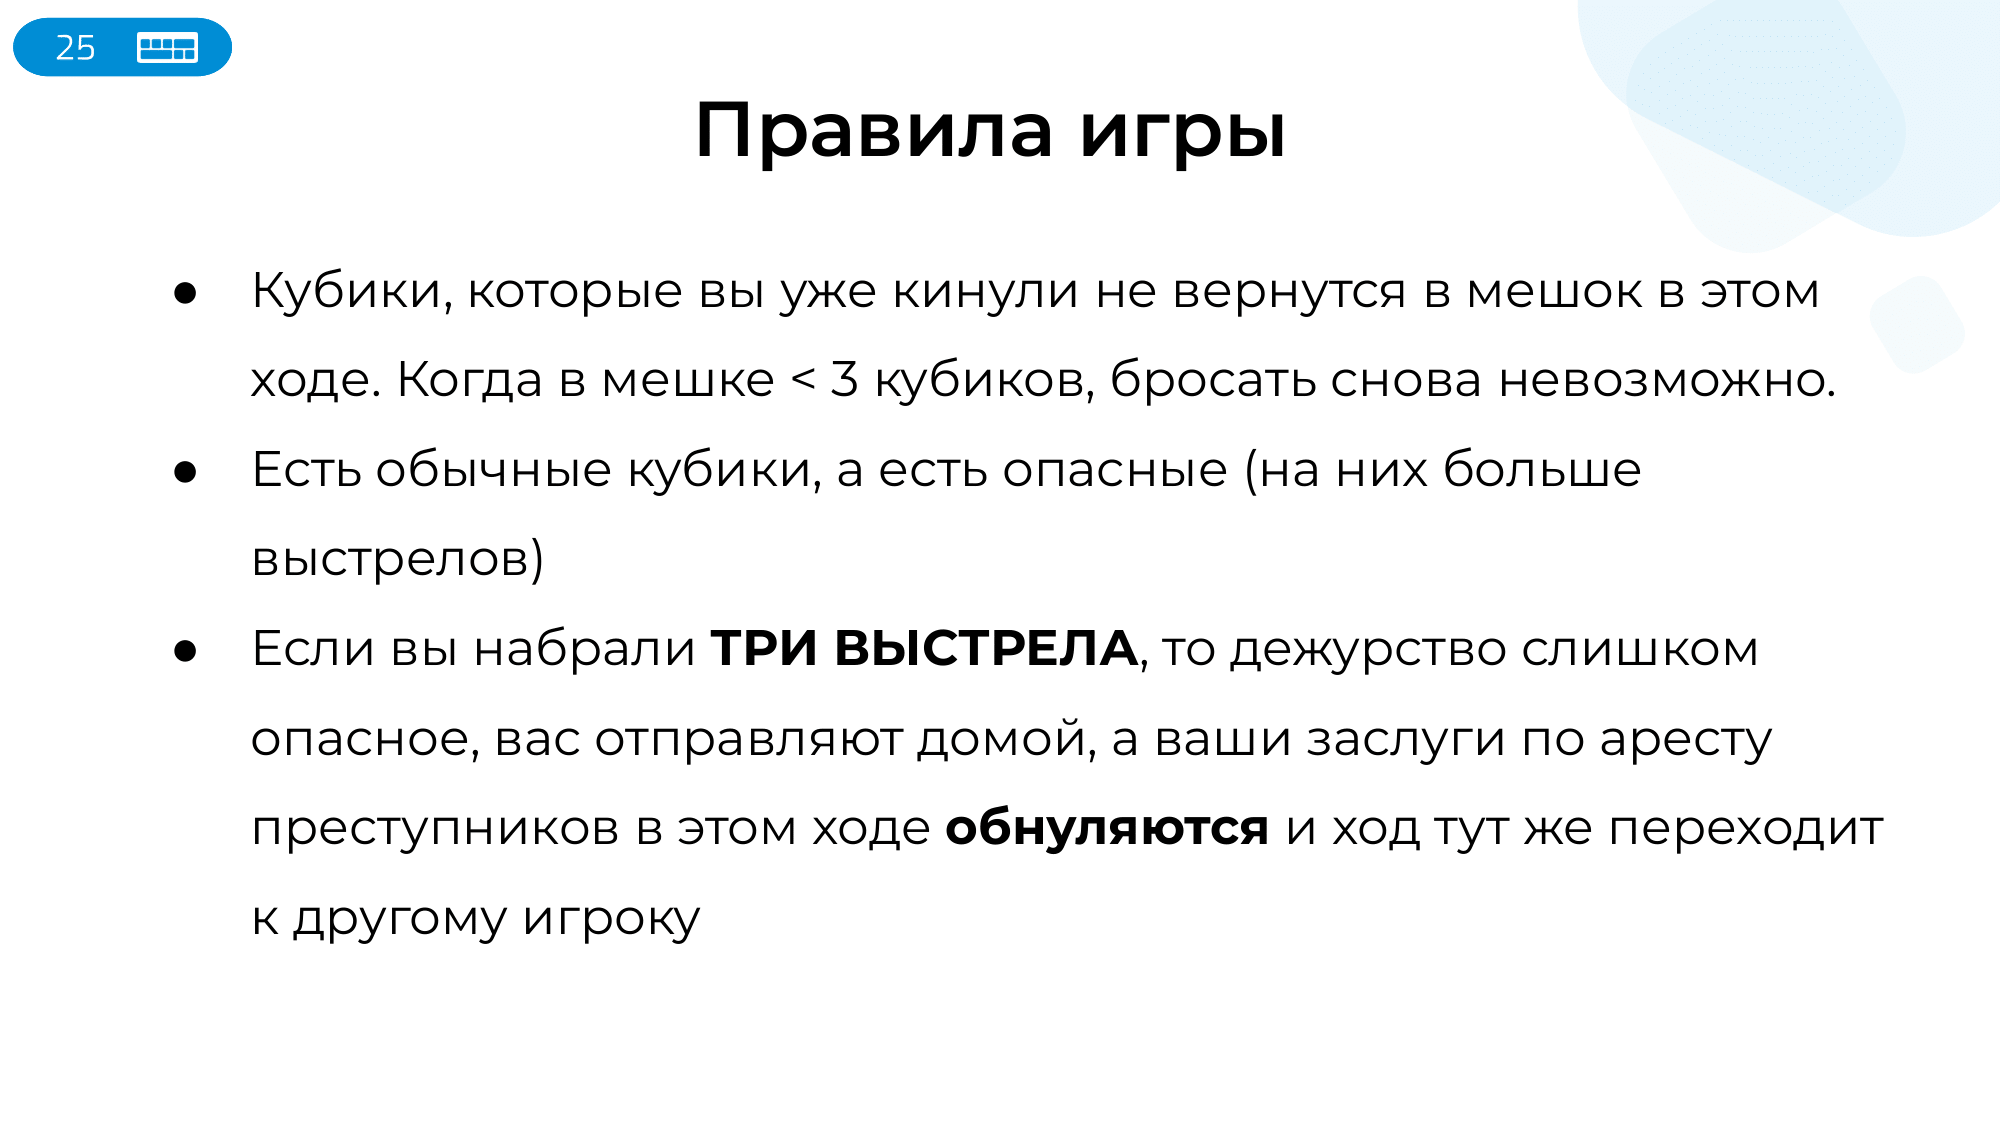 25
Правила игры
● Кубики, которые вы уже кинули не вернутся в мешок в этом
ходе. Когда в мешке < 3 кубиков, бросать снова невозможно.
● Есть обычные кубики, а есть опасные (на них больше
выстрелов)
● Если вы набрали ТРИ ВЫСТРЕЛА, то дежурство слишком
опасное, вас отправляют домой, а ваши заслуги по аресту
преступников в этом ходе обнуляются и ход тут же переходит
к другому игроку